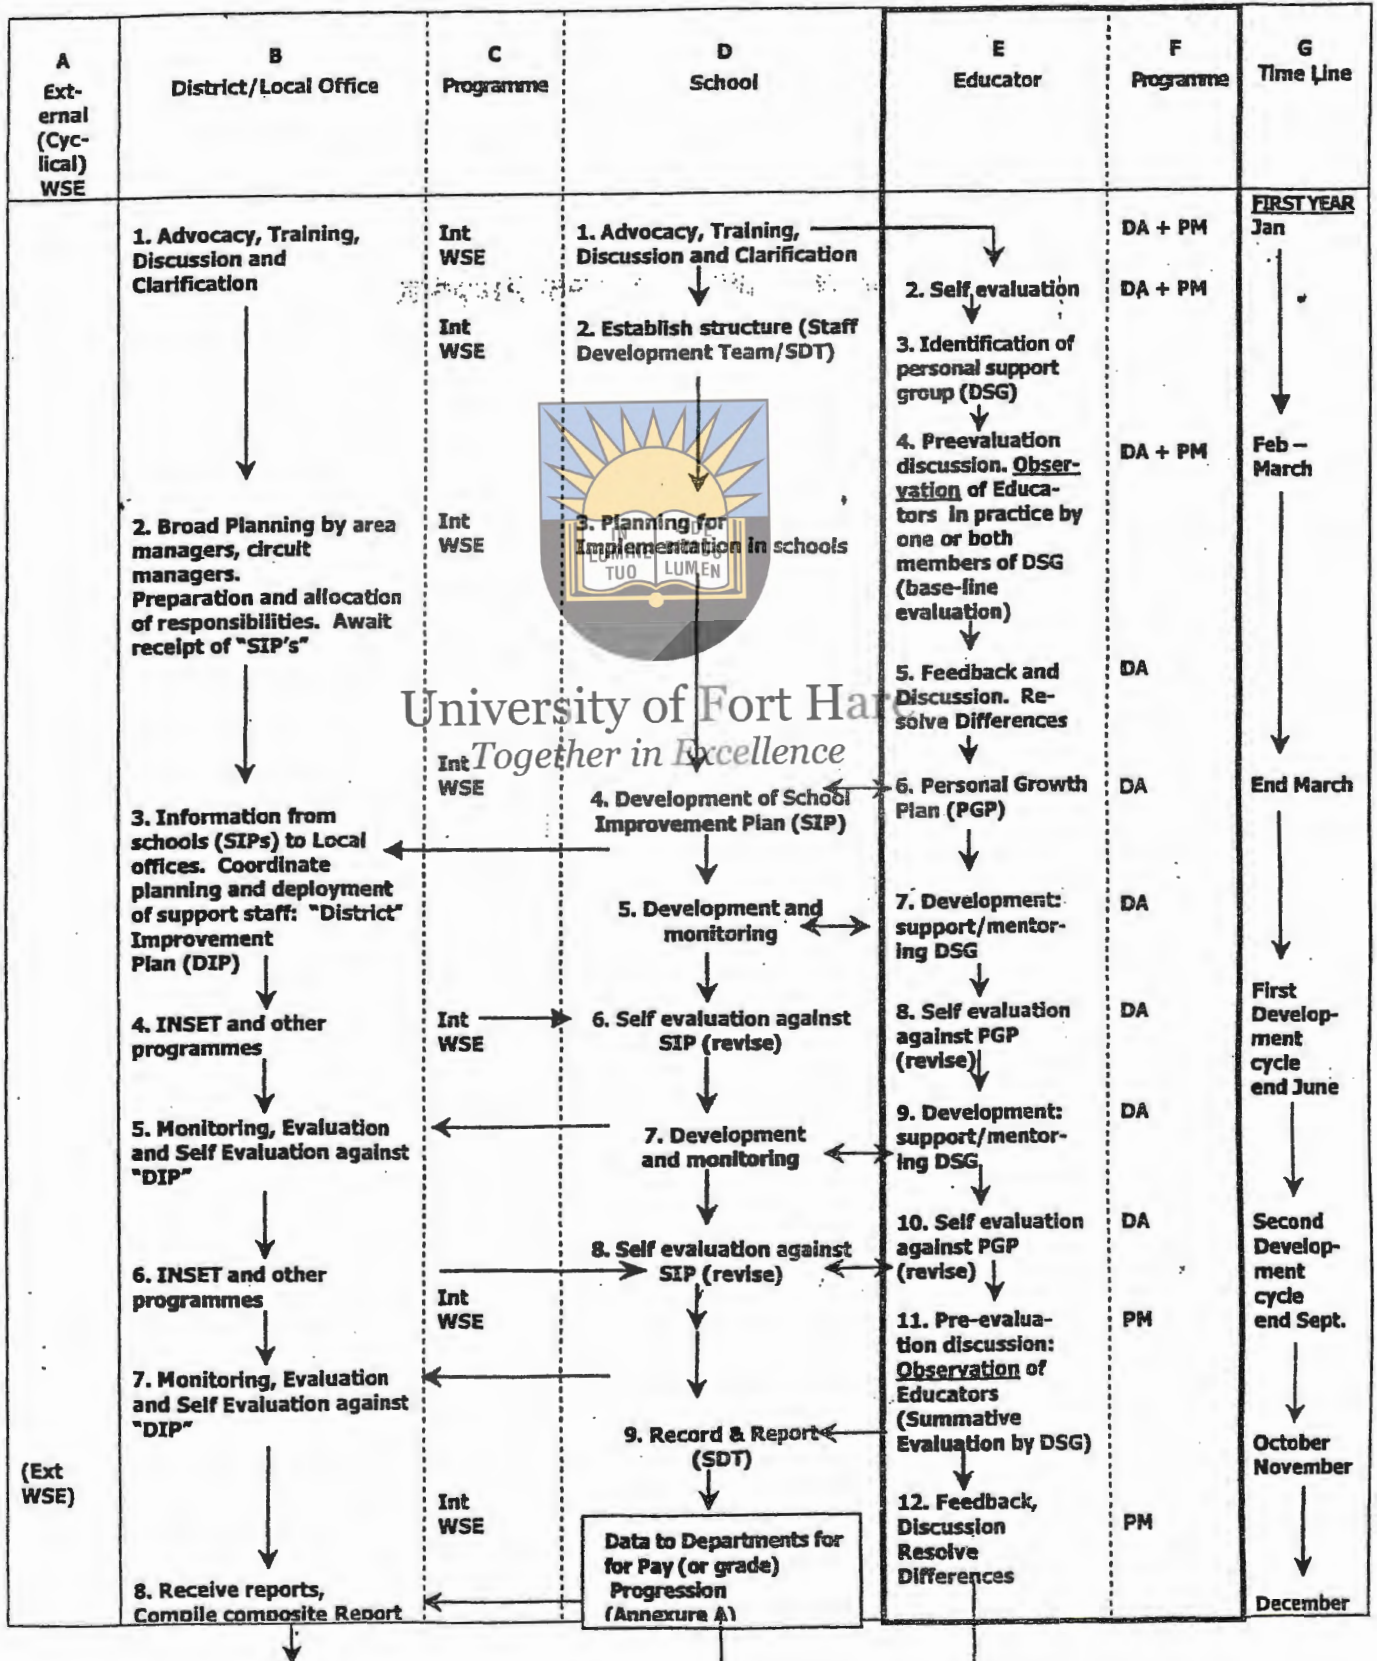 A
Ext-
ernal
(Cyc-
lical)
WSE
B
District/Local Office
C
Programme
D
School
E
Educator
F
Programme
G
Time Line
1. Advocacy, Training,
Discussion and
Clarification
2. Broad Planning by area
managers, circuit
managers.
Preparation and allocation
of responsibilities. Await
receipt of "SIP's"
3. Information from
schools (SIPs) to Local
offices. Coordinate
planning and deployment
of support staff: "District"
Improvement
Plan (DIP)
4. INSET and other
programmes
5. Monitoring, Evaluation
and Self Evaluation against
"DIP"
6. INSET and other
programmes
7. Monitoring, Evaluation
and Self Evaluation against
"DIP"
8. Receive reports,
Compile composite Report
(Ext
WSE)
Int
WSE
Int
WSE
Int
WSE
Int
WSE
Int
WSE
Int
WSE
Int
WSE
1. Advocacy, Training,
Discussion and Clarification
2. Establish structure (Staff
Development Team/SDT)
3. Planning for
Implementation in schools
4. Development of School
Improvement Plan (SIP)
5. Development and
monitoring
6. Self evaluation against
SIP (revise)
7. Development
and monitoring
8. Self evaluation against
SIP (revise)
9. Record & Report
(SDT)
Data to Departments for
for Pay (or grade)
Progression
(Annexure A)
2. Self evaluation
3. Identification of
personal support
group (DSG)
4. Preevaluation
discussion. Obser-
vation of Educa-
tors in practice by
one or both
members of DSG
(base-line
evaluation)
5. Feedback and
Discussion. Re-
solve Differences
6. Personal Growth
Plan (PGP)
7. Development:
support/mentor-
ing DSG
8. Self evaluation
against PGP
(revise)
9. Development:
support/mentor-
ing DSG
10. Self evaluation
against PGP
(revise)
11. Pre-evalua-
tion discussion:
Observation of
Educators
(Summative
Evaluation by DSG)
12. Feedback,
Discussion
Resolve
Differences
DA + PM
DA + PM
DA + PM
DA
DA
DA
DA
DA
DA
PM
PM
FIRST YEAR
Jan
Feb –
March
End March
First
Develop-
ment
cycle
end June
Second
Develop-
ment
cycle
end Sept.
October
November
December
IN
LUMINE
TUO
LUMEN
University of Fort Hare
Together in Excellence